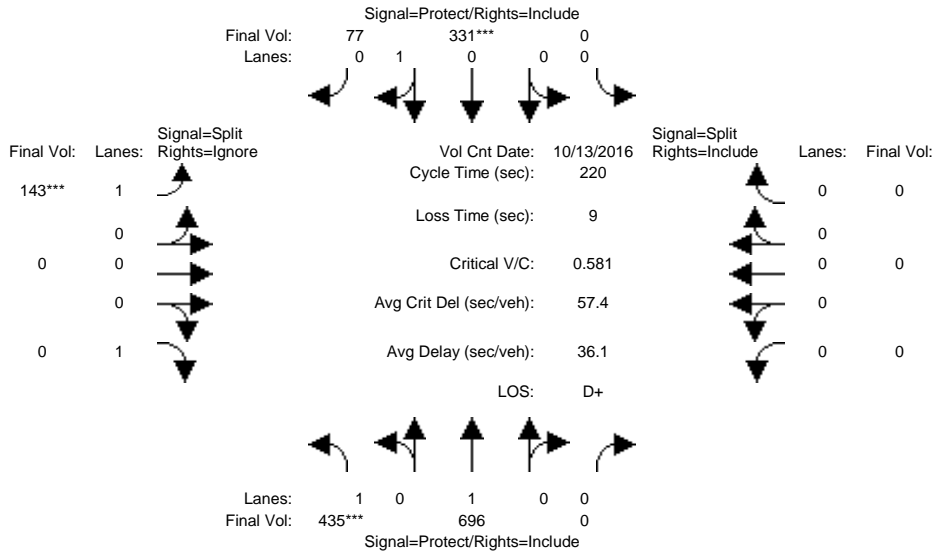 Signal=Protect/Rights=Include
Final Vol: 77 331*** 0
Lanes: 0 1 0 0 0
Signal=Split
Final Vol: Lanes: Rights=Ignore
Vol Cnt Date: 10/13/2016
Signal=Split
Rights=Include Lanes: Final Vol:
Cycle Time (sec): 220
143*** 1
0 0
Loss Time (sec): 9
0
0
0 0
Critical V/C: 0.581
0 0
0
Avg Crit Del (sec/veh): 57.4
0
0 1
Avg Delay (sec/veh): 36.1
0 0
LOS: D+
Lanes: 1 0 1 0 0
Final Vol: 435*** 696 0
Signal=Protect/Rights=Include